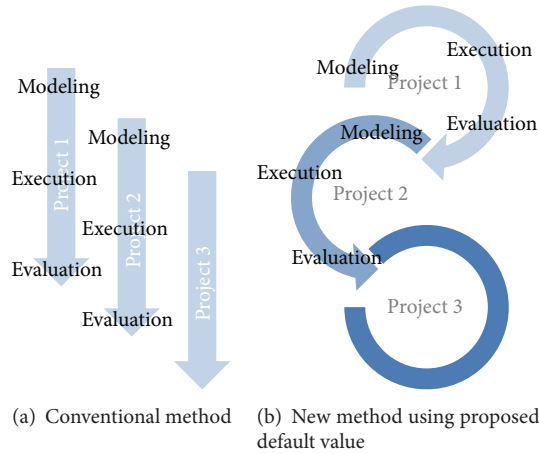 Modeling
Project 1
Execution
Evaluation
Modeling
Project 2
Execution
Evaluation
Project 3
(a) Conventional method
Modeling
Execution
Project 1
Evaluation
Modeling
Execution
Project 2
Evaluation
Project 3
(b) New method using proposed
default value